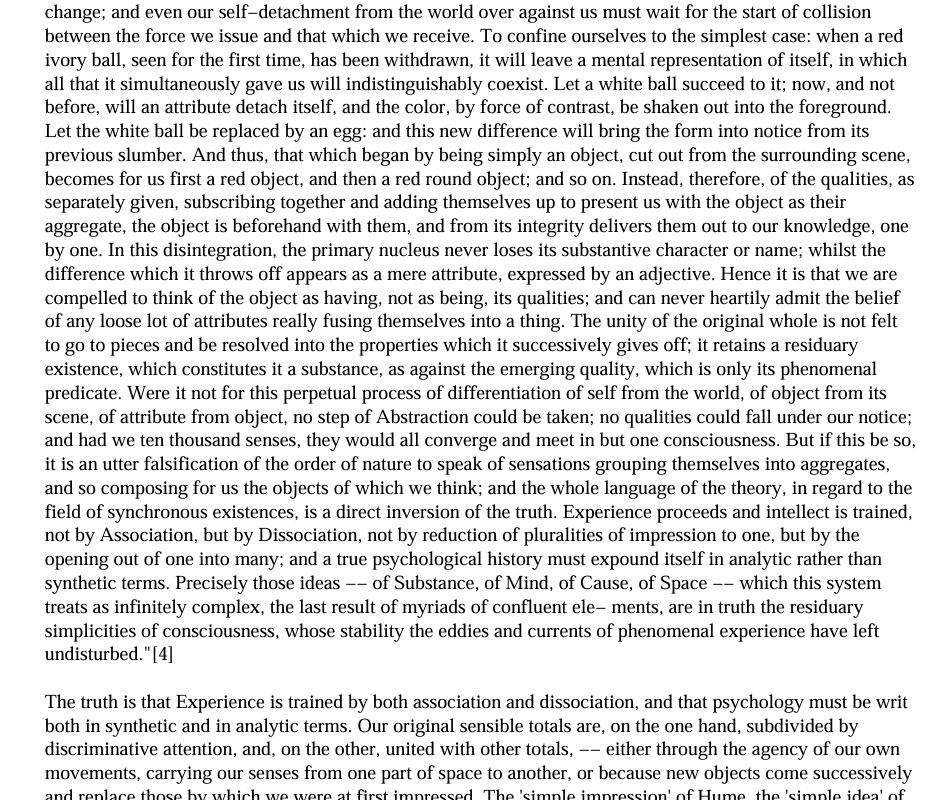 change; and even our self−detachment from the world over against us must wait for the start of collision
between the force we issue and that which we receive. To confine ourselves to the simplest case: when a red
ivory ball, seen for the first time, has been withdrawn, it will leave a mental representation of itself, in which
all that it simultaneously gave us will indistinguishably coexist. Let a white ball succeed to it; now, and not
before, will an attribute detach itself, and the color, by force of contrast, be shaken out into the foreground.
Let the white ball be replaced by an egg: and this new difference will bring the form into notice from its
previous slumber. And thus, that which began by being simply an object, cut out from the surrounding scene,
becomes for us first a red object, and then a red round object; and so on. Instead, therefore, of the qualities, as
separately given, subscribing together and adding themselves up to present us with the object as their
aggregate, the object is beforehand with them, and from its integrity delivers them out to our knowledge, one
by one. In this disintegration, the primary nucleus never loses its substantive character or name; whilst the
difference which it throws off appears as a mere attribute, expressed by an adjective. Hence it is that we are
compelled to think of the object as having, not as being, its qualities; and can never heartily admit the belief
of any loose lot of attributes really fusing themselves into a thing. The unity of the original whole is not felt
to go to pieces and be resolved into the properties which it successively gives off; it retains a residuary
existence, which constitutes it a substance, as against the emerging quality, which is only its phenomenal
predicate. Were it not for this perpetual process of differentiation of self from the world, of object from its
scene, of attribute from object, no step of Abstraction could be taken; no qualities could fall under our notice;
and had we ten thousand senses, they would all converge and meet in but one consciousness. But if this be so,
it is an utter falsification of the order of nature to speak of sensations grouping themselves into aggregates,
and so composing for us the objects of which we think; and the whole language of the theory, in regard to the
field of synchronous existences, is a direct inversion of the truth. Experience proceeds and intellect is trained,
not by Association, but by Dissociation, not by reduction of pluralities of impression to one, but by the
opening out of one into many; and a true psychological history must expound itself in analytic rather than
synthetic terms. Precisely those ideas −− of Substance, of Mind, of Cause, of Space −− which this system
treats as infinitely complex, the last result of myriads of confluent ele− ments, are in truth the residuary
simplicities of consciousness, whose stability the eddies and currents of phenomenal experience have left
undisturbed."[4]
The truth is that Experience is trained by both association and dissociation, and that psychology must be writ
both in synthetic and in analytic terms. Our original sensible totals are, on the one hand, subdivided by
discriminative attention, and, on the other, united with other totals, −− either through the agency of our own
movements, carrying our senses from one part of space to another, or because new objects come successively
and replace those by which we were at first impressed. The 'simple impression' of Hume, the 'simple idea' of